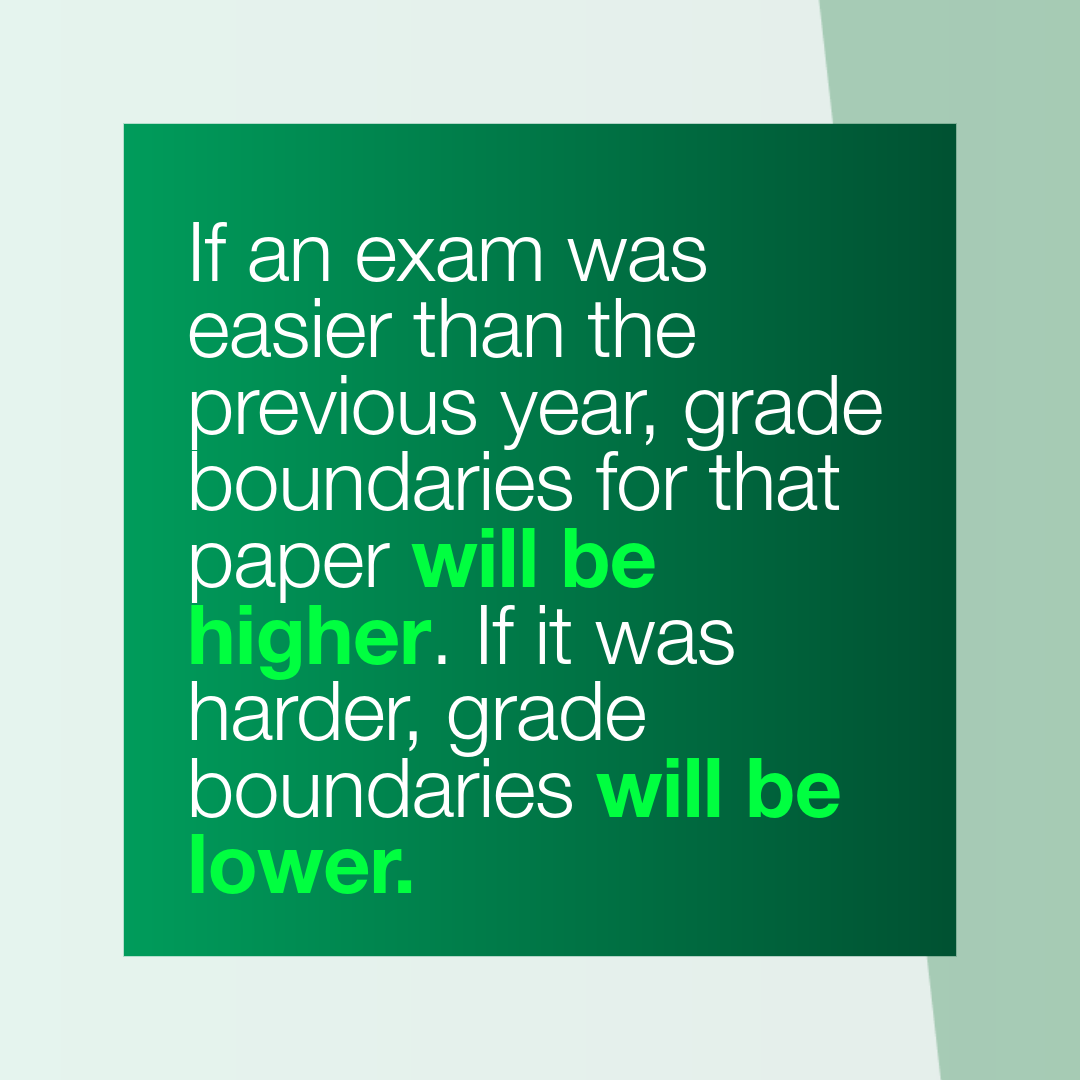 If an exam was
easier than the
previous year, grade
boundaries for that
paper will be
higher. If it was
harder, grade
boundaries will be
lower.